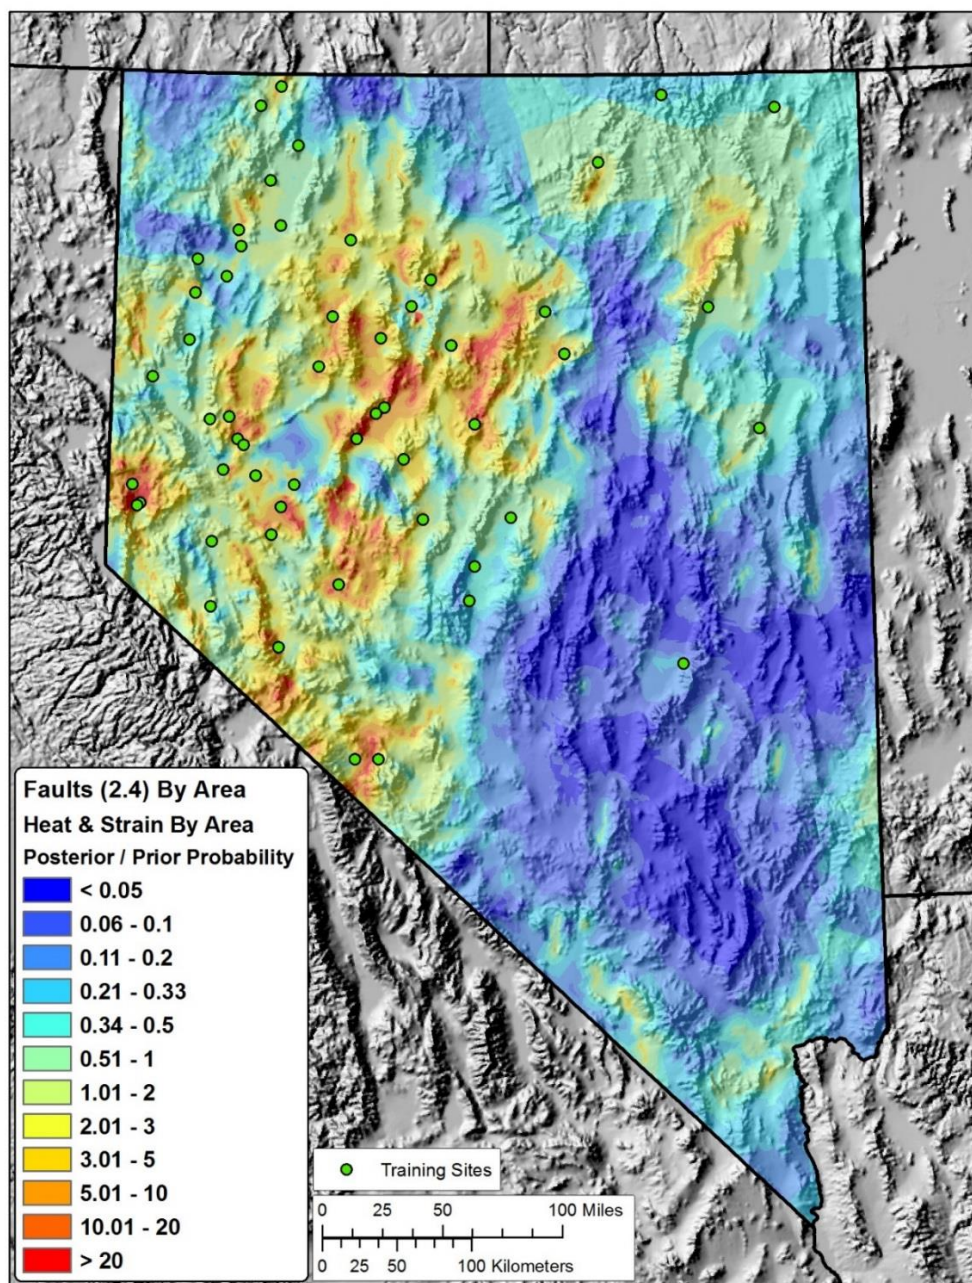 Faults (2.4) By Area
Heat & Strain By Area
Posterior / Prior Probability
< 0.05
0.06 - 0.1
0.11 - 0.2
0.21 - 0.33
0.34 - 0.5
0.51 - 1
1.01 - 2
2.01 - 3
3.01 - 5
5.01 - 10
10.01 - 20
> 20
Training Sites
0 25 50 100 Miles
0 25 50 100 Kilometers